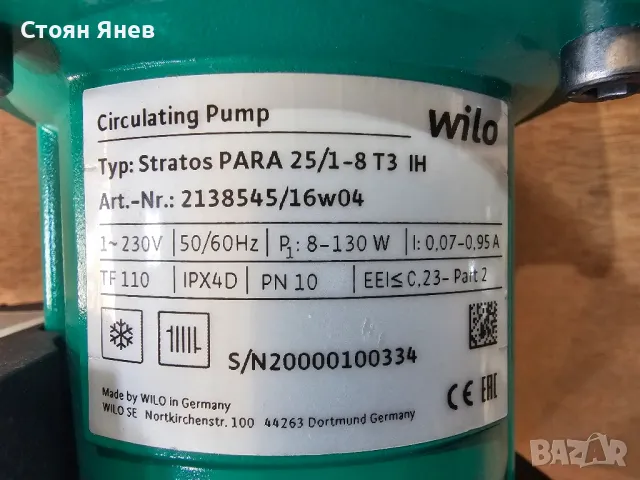 Стоян Янев
Circulating Pump
wilo
Typ: Stratos PARA 25/1-8 T3 IH
Art.-Nr.: 2138545/16w04
1~230V 50/60Hz P1: 8-130 W I: 0,07-0,95 A
TF 110 IPX4D PN 10 EEI≤ 0,23- Part 2
S/N20000100334
Made by WILO in Germany
WILO SE Nortkirchenstr. 100 44263 Dortmund Germany
CE EAC
BAZAR